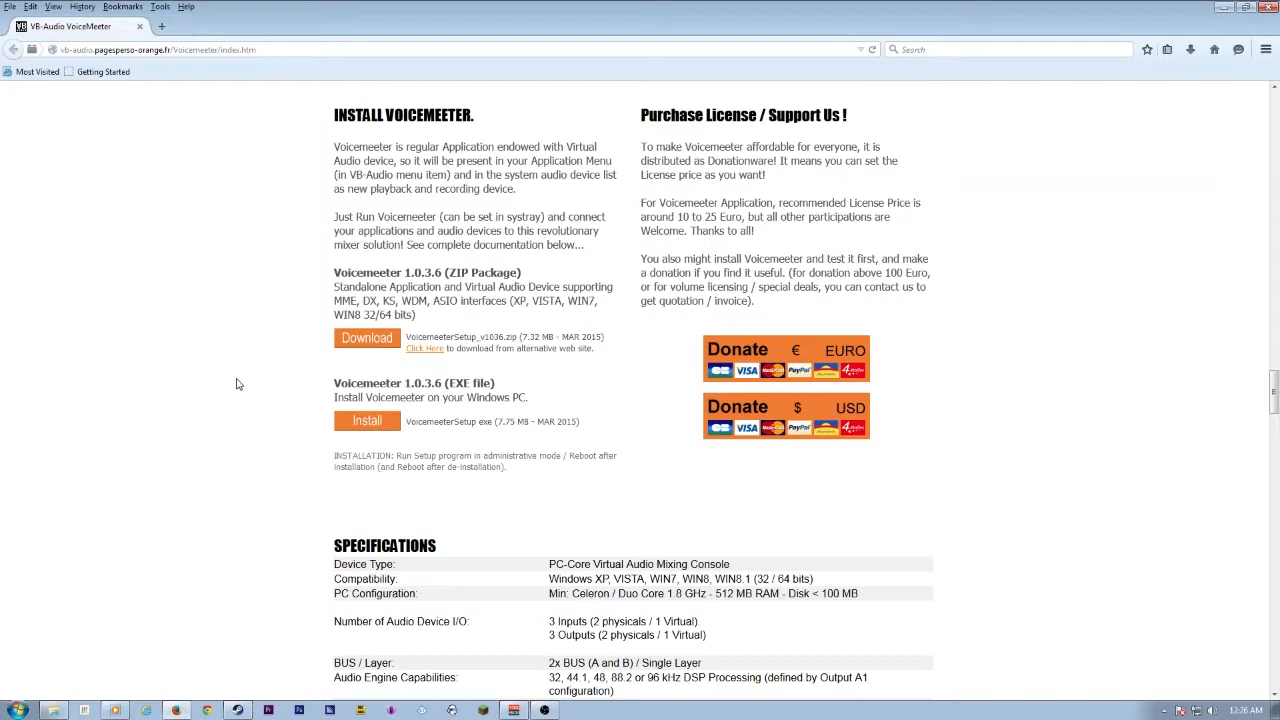 File Edit View History Bookmarks Tools Help
VB-Audio VoiceMeeter
vb-audio.pagesperso-orange.fr/Voicemeeter/index.htm
Search
Most Visited
Getting Started
INSTALL VOICEMEETER.
Voicemeeter is regular Application endowed with Virtual
Audio device, so it will be present in your Application Menu
(in VB-Audio menu item) and in the system audio device list
as new playback and recording device.
Just Run Voicemeeter (can be set in systray) and connect
your applications and audio devices to this revolutionary
mixer solution! See complete documentation below...
Voicemeeter 1.0.3.6 (ZIP Package)
Standalone Application and Virtual Audio Device supporting
MME, DX, KS, WDM, ASIO interfaces (XP, VISTA, WIN7,
WIN8 32/64 bits)
Download
VoicemeeterSetup_v1036.zip (7.32 MB - MAR 2015)
Click Here to download from alternative web site.
Voicemeeter 1.0.3.6 (EXE file)
Install Voicemeeter on your Windows PC.
Install
VoicemeeterSetup exe (7.75 MB - MAR 2015)
INSTALLATION: Run Setup program in administrative mode / Reboot after
installation (and Reboot after de-installation).
Purchase License / Support Us !
To make Voicemeeter affordable for everyone, it is
distributed as Donationware! It means you can set the
License price as you want!
For Voicemeeter Application, recommended License Price is
around 10 to 25 Euro, but all other participations are
Welcome. Thanks to all!
You also might install Voicemeeter and test it first, and make
a donation if you find it useful. (for donation above 100 Euro,
or for volume licensing / special deals, you can contact us to
get quotation / invoice).
Donate € EURO
VISA PayPal
Donate $ USD
VISA PayPal
SPECIFICATIONS
Device Type: PC-Core Virtual Audio Mixing Console
Compatibility: Windows XP, VISTA, WIN7, WIN8, WIN8.1 (32 / 64 bits)
PC Configuration: Min: Celeron / Duo Core 1.8 GHz - 512 MB RAM - Disk < 100 MB
Number of Audio Device I/O: 3 Inputs (2 physicals / 1 Virtual)
3 Outputs (2 physicals / 1 Virtual)
BUS / Layer: 2x BUS (A and B) / Single Layer
Audio Engine Capabilities: 32, 44.1, 48, 88.2 or 96 kHz DSP Processing (defined by Output A1
configuration)
12:26 AM